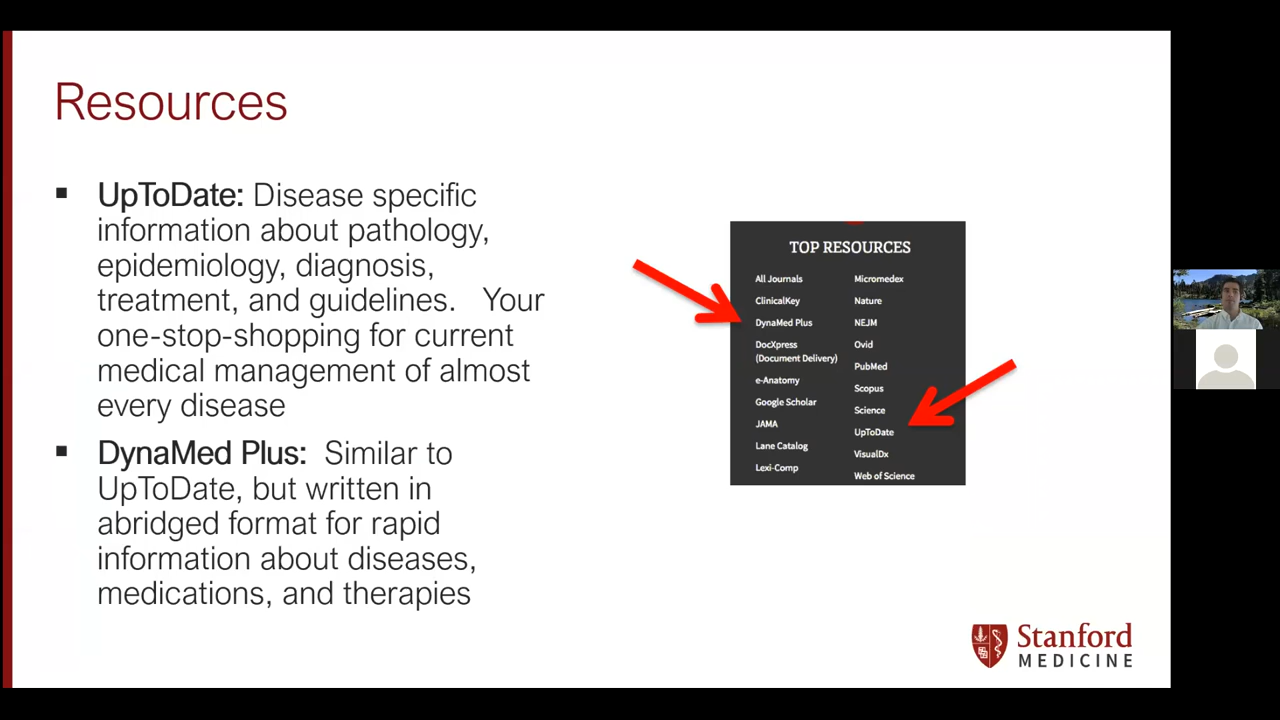 Resources
▪ UpToDate: Disease specific
information about pathology,
epidemiology, diagnosis,
treatment, and guidelines. Your
one-stop-shopping for current
medical management of almost
every disease
▪ DynaMed Plus: Similar to
UpToDate, but written in
abridged format for rapid
information about diseases,
medications, and therapies
TOP RESOURCES
All Journals
ClinicalKey
DynaMed Plus
DocXpress
(Document Delivery)
e-Anatomy
Google Scholar
JAMA
Lane Catalog
Lexi-Comp
Micromedex
Nature
NEJM
Ovid
PubMed
Scopus
Science
UpToDate
VisualDx
Web of Science
Stanford
MEDICINE